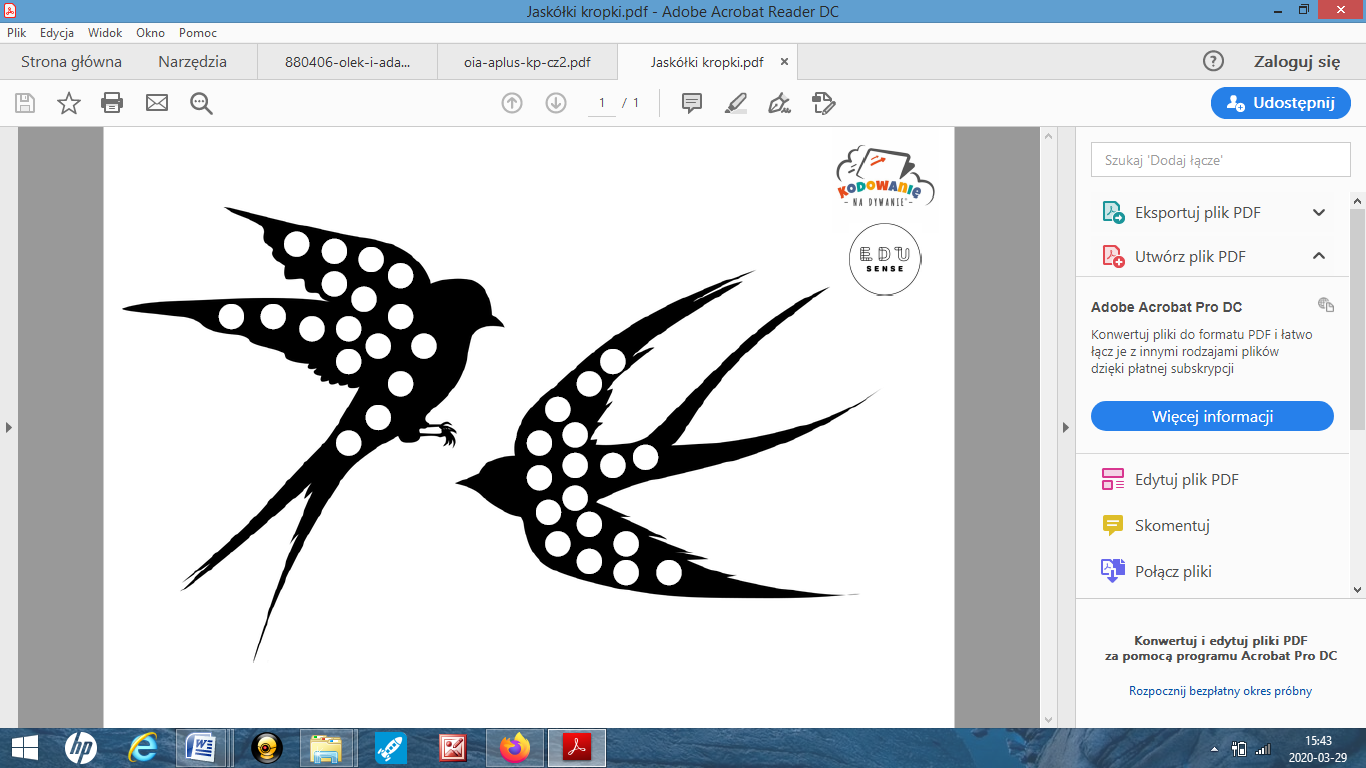 Jaskółki kropki.pdf - Adobe Acrobat Reader DC
Plik Edycja Widok Okno Pomoc
Strona główna Narzędzia 880406-olek-i-ada... oia-aplus-kp-cz2.pdf Jaskółki kropki.pdf × Zaloguj się
1 / 1 Udostępnij
KODOWANIE
- NA DYWANIE -
EDU
SENSE
Szukaj 'Dodaj łącze'
Eksportuj plik PDF
Utwórz plik PDF
Adobe Acrobat Pro DC
Konwertuj pliki do formatu PDF i łatwo
łącz je z innymi rodzajami plików
dzięki płatnej subskrypcji
Więcej informacji
Edytuj plik PDF
Skomentuj
Połącz pliki
Konwertuj i edytuj pliki PDF
za pomocą programu Acrobat Pro DC
Rozpocznij bezpłatny okres próbny
hp
15:43
2020-03-29